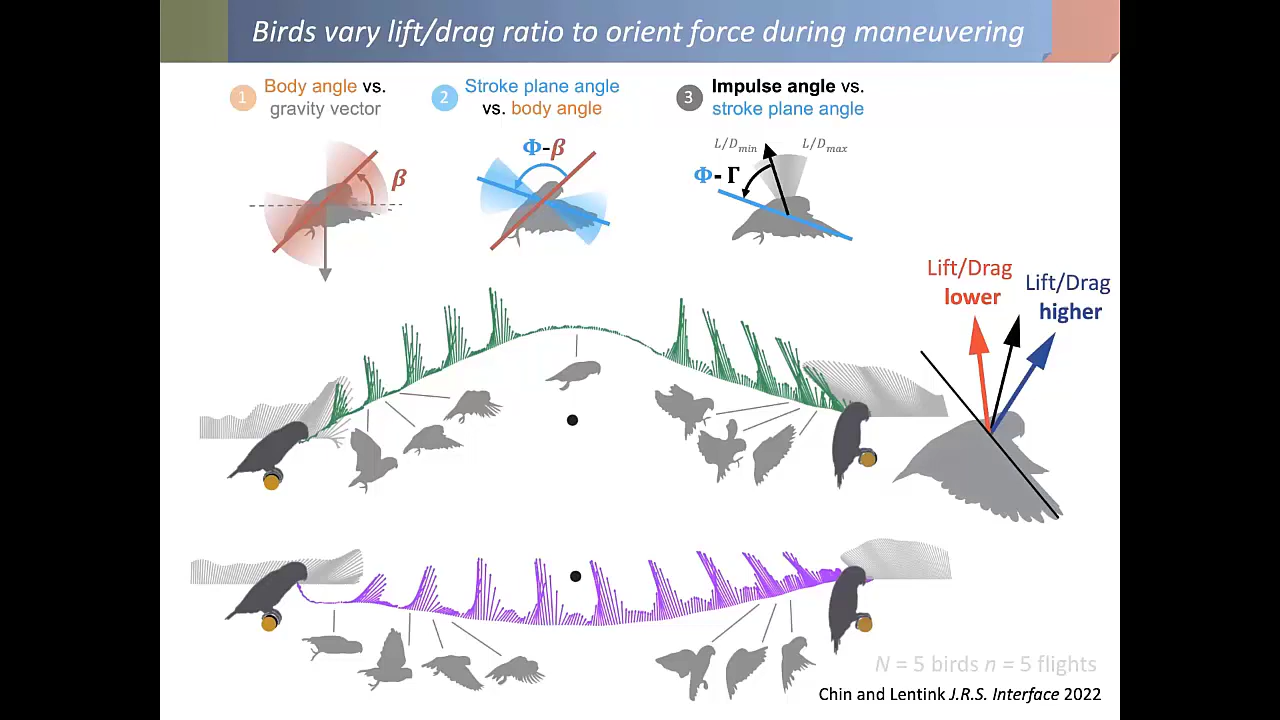 Birds vary lift/drag ratio to orient force during maneuvering
1 Body angle vs.
gravity vector
2 Stroke plane angle
vs. body angle
3 Impulse angle vs.
stroke plane angle
β
Φ-β
L/Dmin
L/Dmax
Φ- Γ
Lift/Drag
lower
Lift/Drag
higher
N = 5 birds n = 5 flights
Chin and Lentink J.R.S. Interface 2022